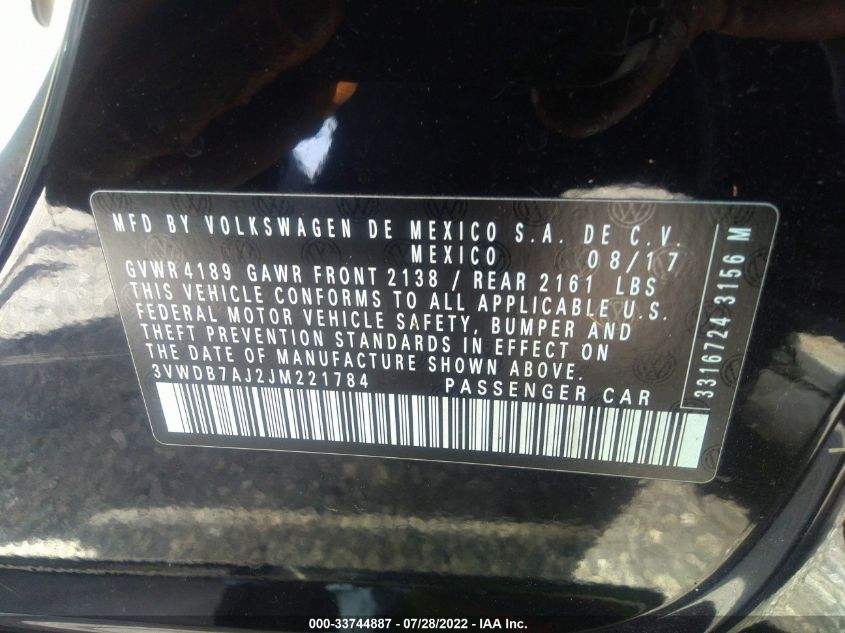 MFD BY VOLKSWAGEN DE MEXICO S.A. DE C.V.
MEXICO 08/17
GVWR 4189 GAWR FRONT 2138 / REAR 2161 LBS
THIS VEHICLE CONFORMS TO ALL APPLICABLE U.S.
FEDERAL MOTOR VEHICLE SAFETY, BUMPER AND
THEFT PREVENTION STANDARDS IN EFFECT ON
THE DATE OF MANUFACTURE SHOWN ABOVE.
3VWDB7AJ2JM221784 PASSENGER CAR
33167243156 M
000-33744887 - 07/28/2022 - IAA Inc.